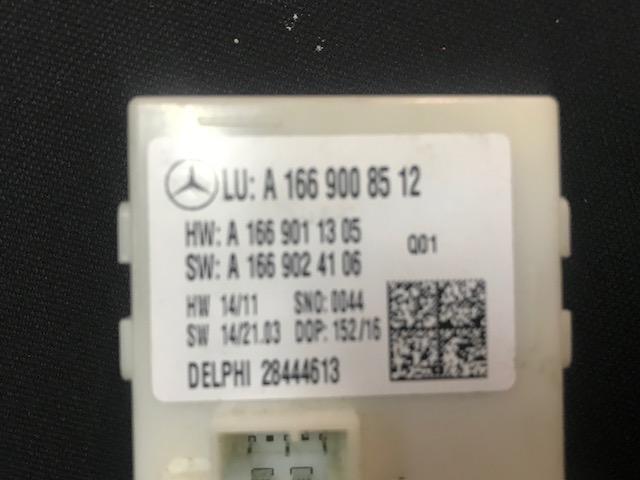 LU: A 166 900 85 12
HW: A 166 901 13 05
SW: A 166 902 41 06
Q01
HW 14/11 SNO: 0044
SW 14/21.03 DOP: 152/16
DELPHI 28444613